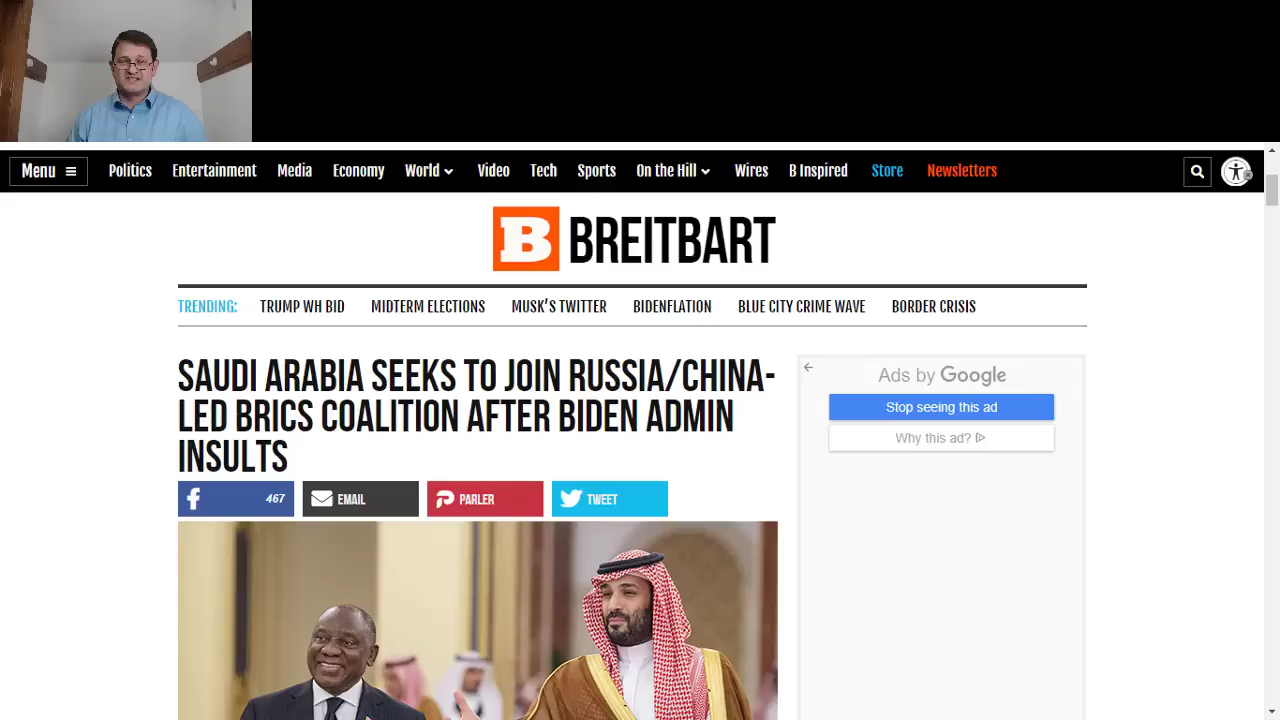 Menu
Politics Entertainment Media Economy World Video Tech Sports On the Hill Wires B Inspired Store Newsletters
B BREITBART
TRENDING: TRUMP WH BID MIDTERM ELECTIONS MUSK'S TWITTER BIDENFLATION BLUE CITY CRIME WAVE BORDER CRISIS
SAUDI ARABIA SEEKS TO JOIN RUSSIA/CHINA-
LED BRICS COALITION AFTER BIDEN ADMIN
INSULTS
467 EMAIL PARLER TWEET
Ads by Google
Stop seeing this ad
Why this ad?